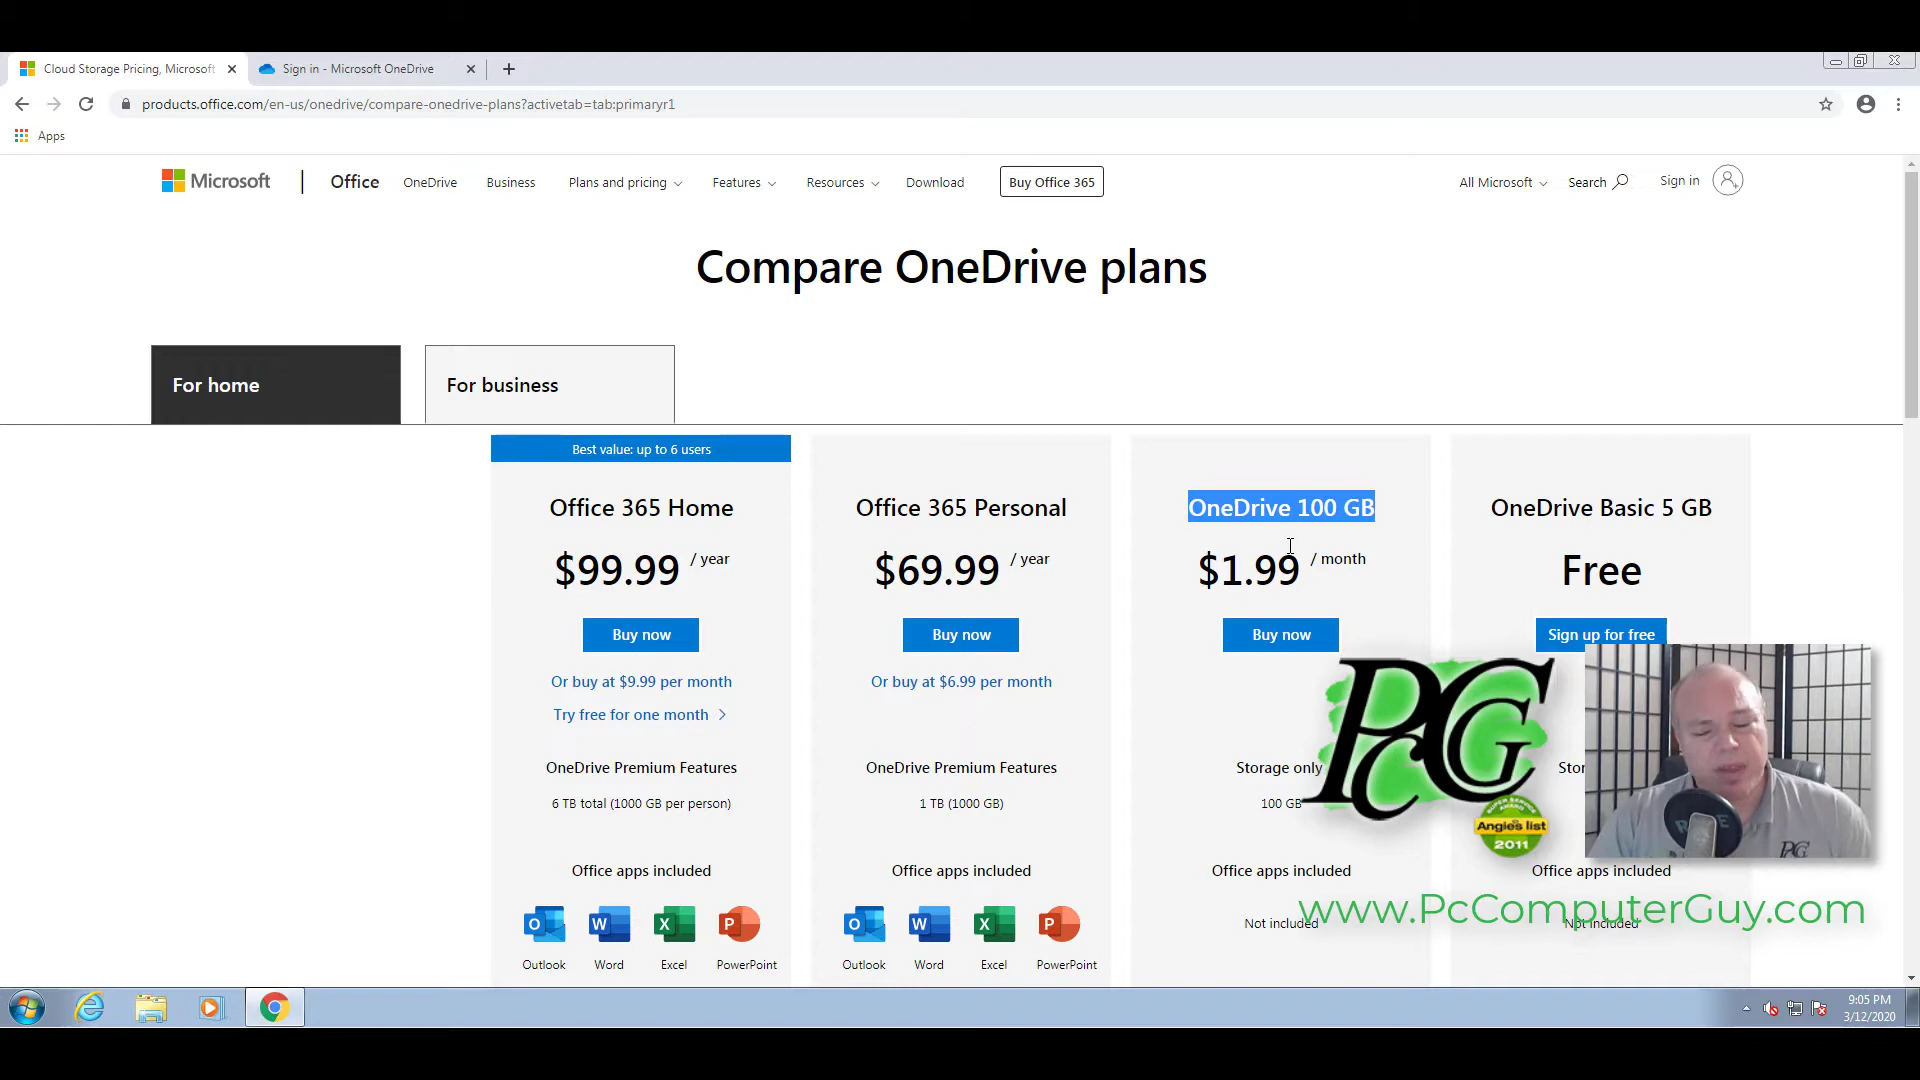 Cloud Storage Pricing, Microsoft
Sign in - Microsoft OneDrive
products.office.com/en-us/onedrive/compare-onedrive-plans?activetab=tab:primaryr1
Apps
Microsoft
Office
OneDrive
Business
Plans and pricing
Features
Resources
Download
Buy Office 365
All Microsoft
Search
Sign in
Compare OneDrive plans
For home
For business
Best value: up to 6 users
Office 365 Home
$99.99 / year
Buy now
Or buy at $9.99 per month
Try free for one month
OneDrive Premium Features
6 TB total (1000 GB per person)
Office apps included
Outlook
Word
Excel
PowerPoint
Office 365 Personal
$69.99 / year
Buy now
Or buy at $6.99 per month
OneDrive Premium Features
1 TB (1000 GB)
Office apps included
Outlook
Word
Excel
PowerPoint
OneDrive 100 GB
$1.99 / month
Buy now
Storage only
100 GB
Office apps included
Not included
OneDrive Basic 5 GB
Free
Sign up for free
Office apps included
Not included
PcG
SUPER SERVICE AWARD
Angie's list
2011
PcG
www.PcComputerGuy.com
9:05 PM
3/12/2020